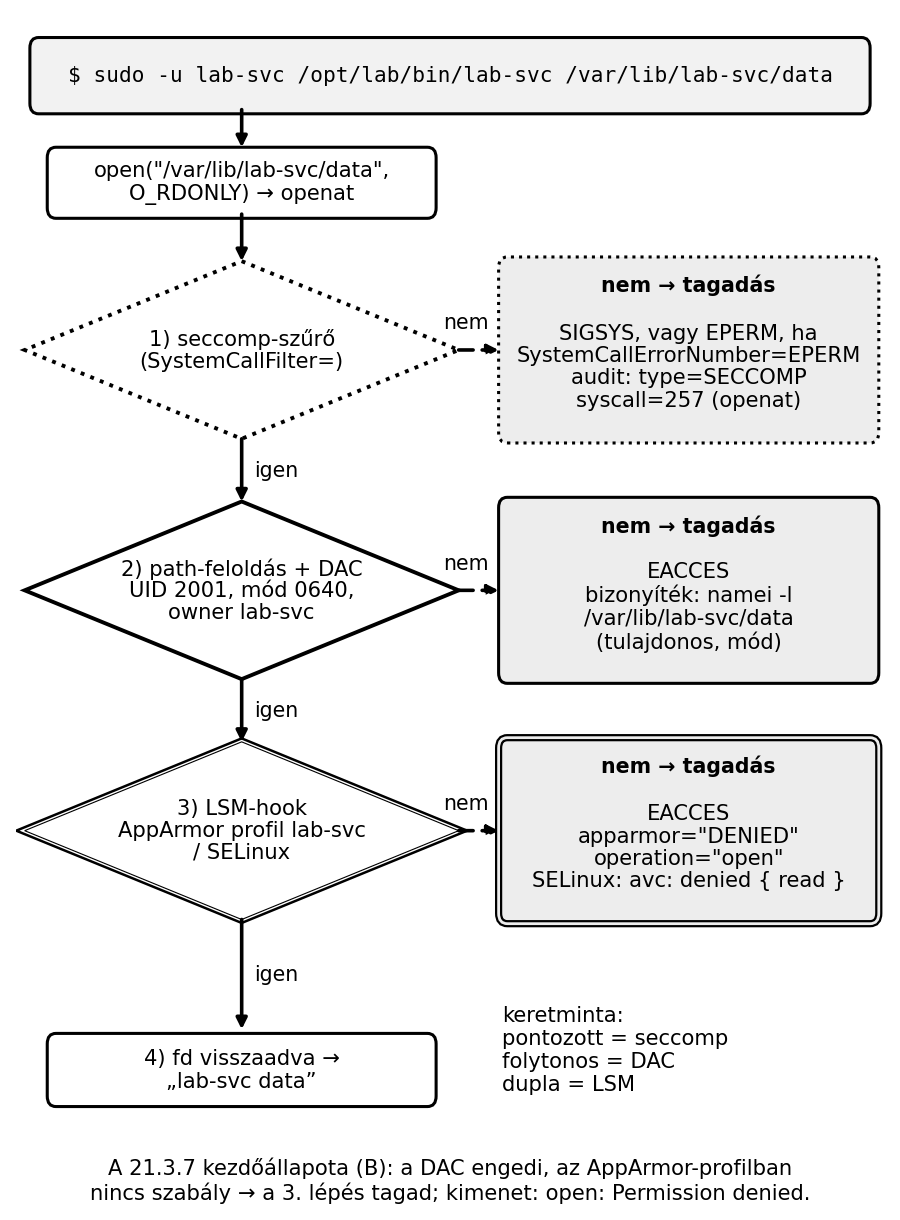 $ sudo -u lab-svc /opt/lab/bin/lab-svc /var/lib/lab-svc/data
open("/var/lib/lab-svc/data",
O_RDONLY) → openat
1) seccomp-szűrő
(SystemCallFilter=)
nem
nem → tagadás
SIGSYS, vagy EPERM, ha
SystemCallErrorNumber=EPERM
audit: type=SECCOMP
syscall=257 (openat)
igen
2) path-feloldás + DAC
UID 2001, mód 0640,
owner lab-svc
nem
nem → tagadás
EACCES
bizonyíték: namei -l
/var/lib/lab-svc/data
(tulajdonos, mód)
igen
3) LSM-hook
AppArmor profil lab-svc
/ SELinux
nem
nem → tagadás
EACCES
apparmor="DENIED"
operation="open"
SELinux: avc: denied { read }
igen
4) fd visszaadva →
„lab-svc data”
keretminta:
pontozott = seccomp
folytonos = DAC
dupla = LSM
A 21.3.7 kezdőállapota (B): a DAC engedi, az AppArmor-profilban
nincs szabály → a 3. lépés tagad; kimenet: open: Permission denied.